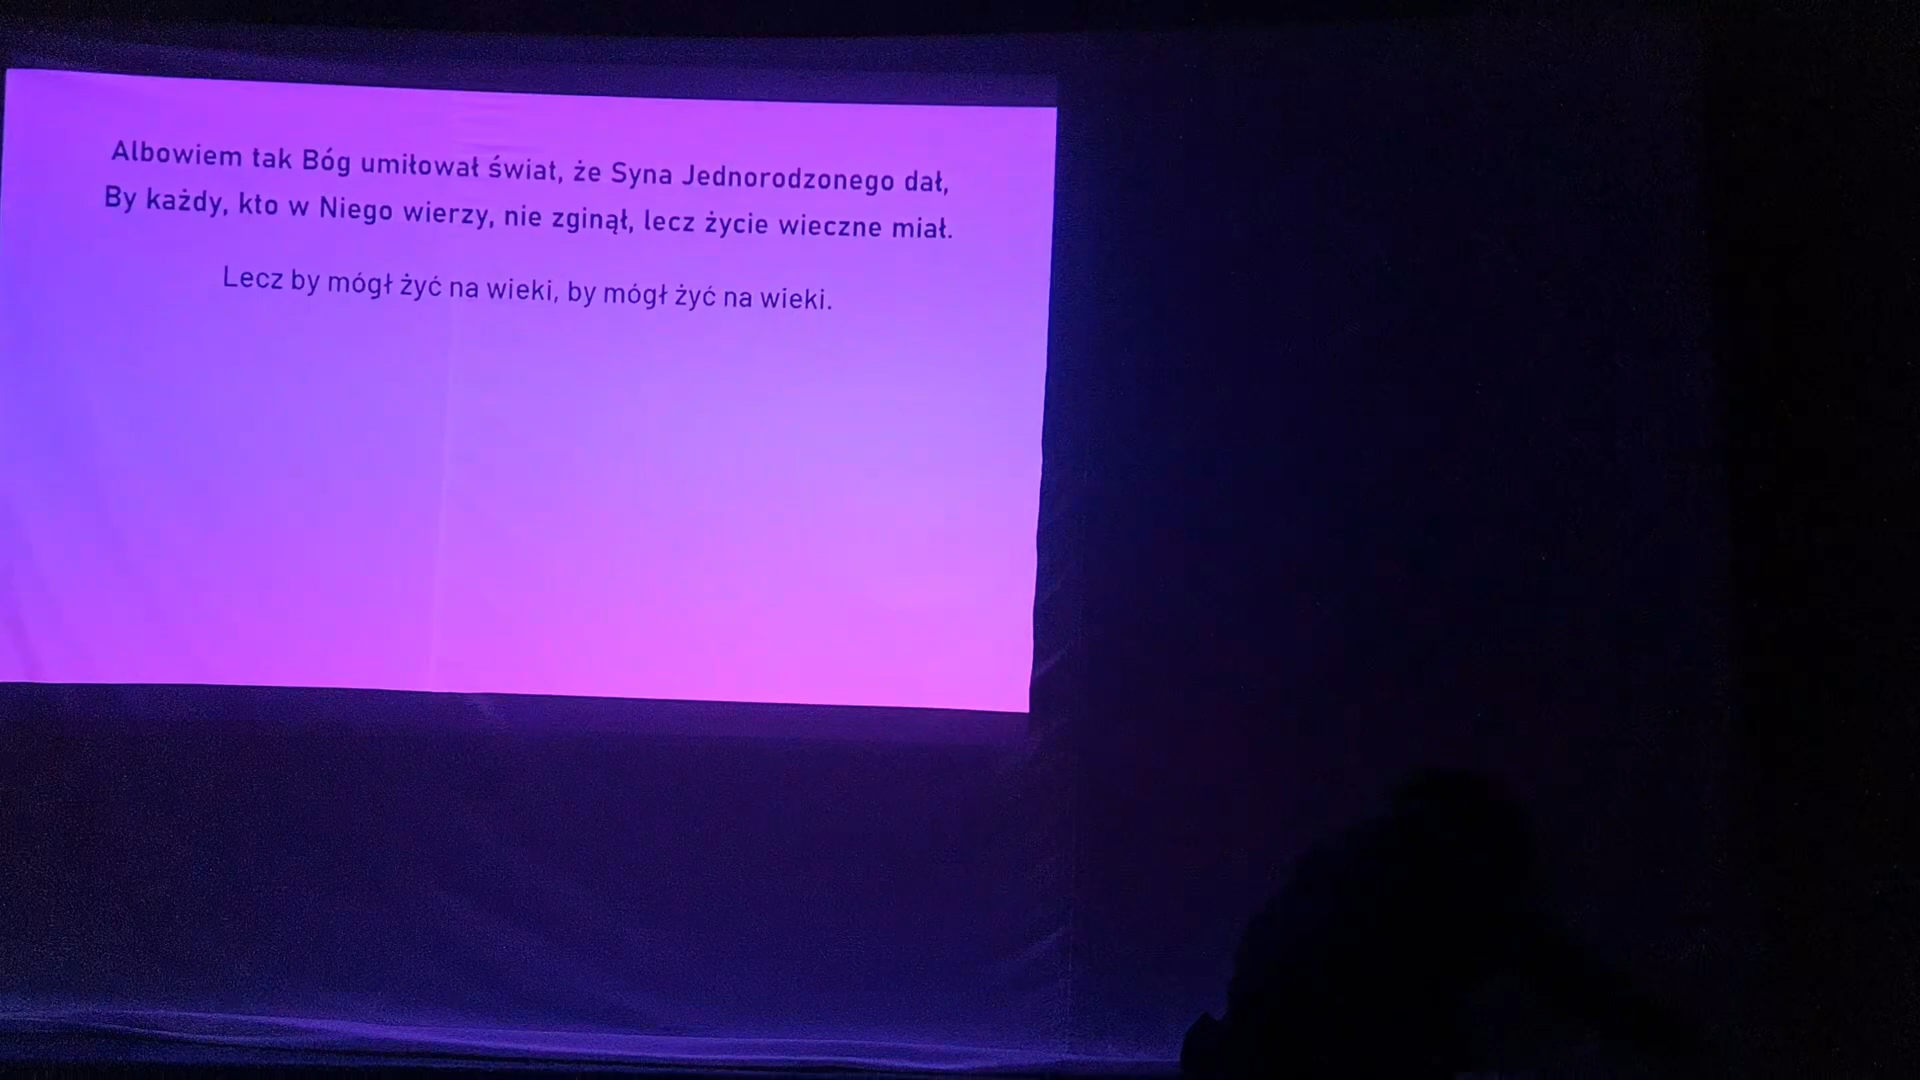 Albowiem tak Bóg umiłował świat, że Syna Jednorodzonego dał,
By każdy, kto w Niego wierzy, nie zginął, lecz życie wieczne miał.
Lecz by mógł żyć na wieki, by mógł żyć na wieki.